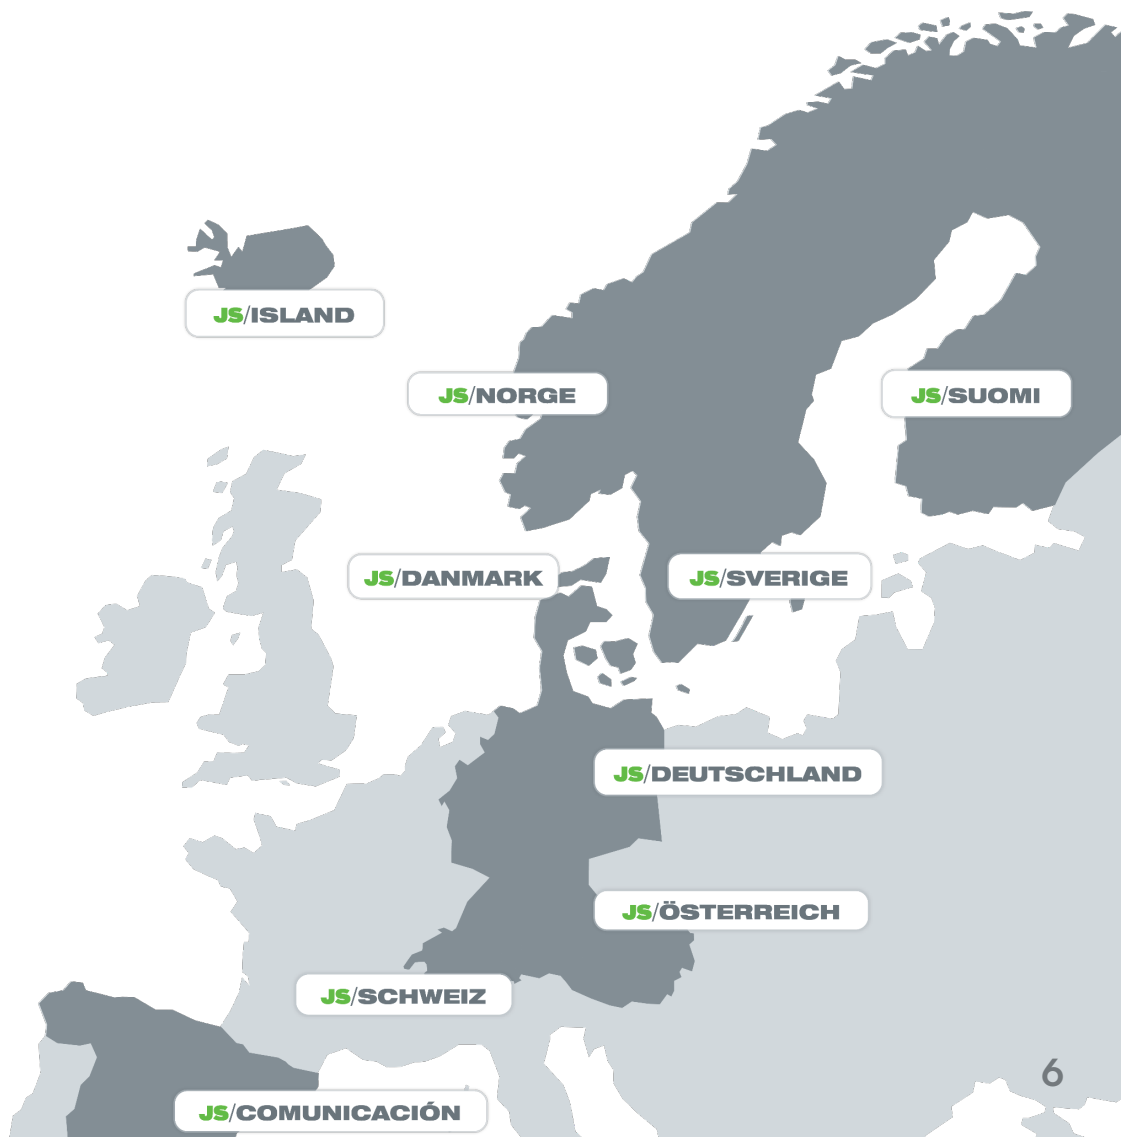 JS/ISLAND
JS/NORGE
JS/SUOMI
JS/DANMARK
JS/SVERIGE
JS/DEUTSCHLAND
JS/ÖSTERREICH
JS/SCHWEIZ
6
JS/COMUNICACIÓN